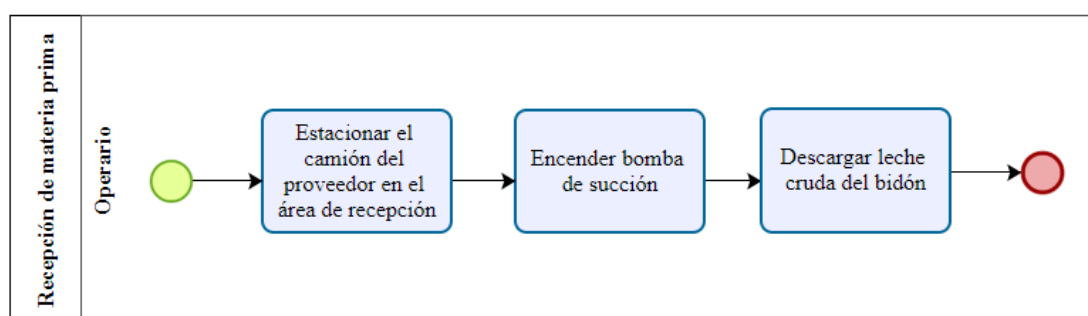 Recepción de materia prima
Operario
Estacionar el
camión del
proveedor en el
área de recepción
Encender bomba
de succión
Descargar leche
cruda del bidón